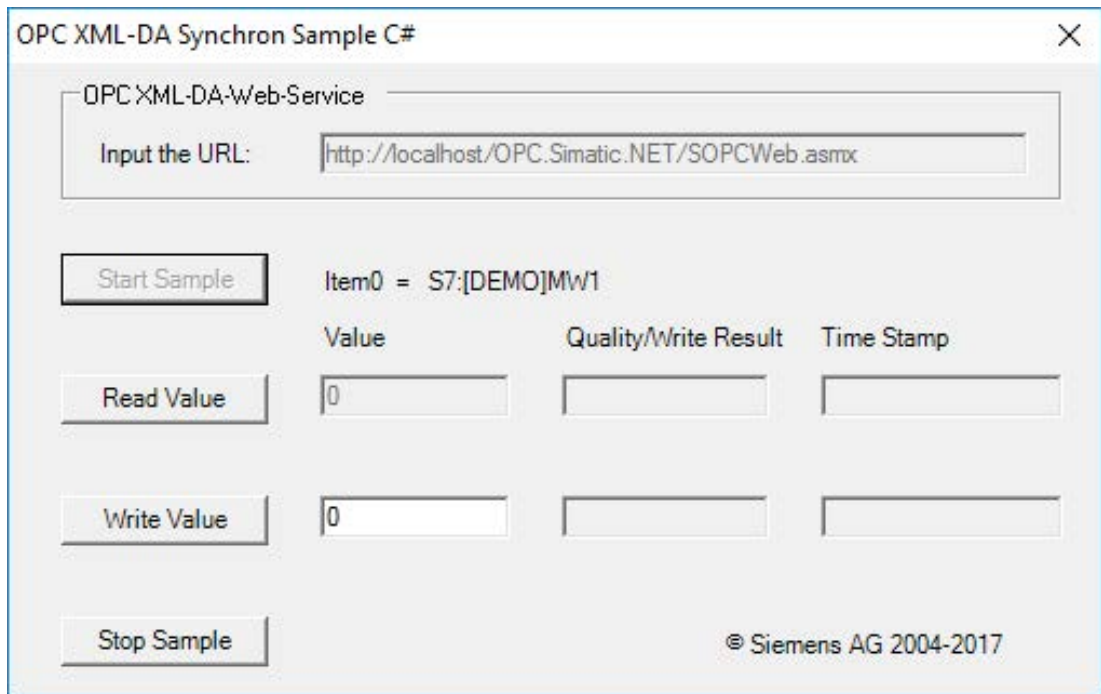 OPC XML-DA Synchron Sample C#
OPC XML-DA-Web-Service
Input the URL: http://localhost/OPC.Simatic.NET/SOPCWeb.asmx
Start Sample Item0 = S7:[DEMO]MW1
Value Quality/Write Result Time Stamp
Read Value 0
Write Value 0
Stop Sample © Siemens AG 2004-2017